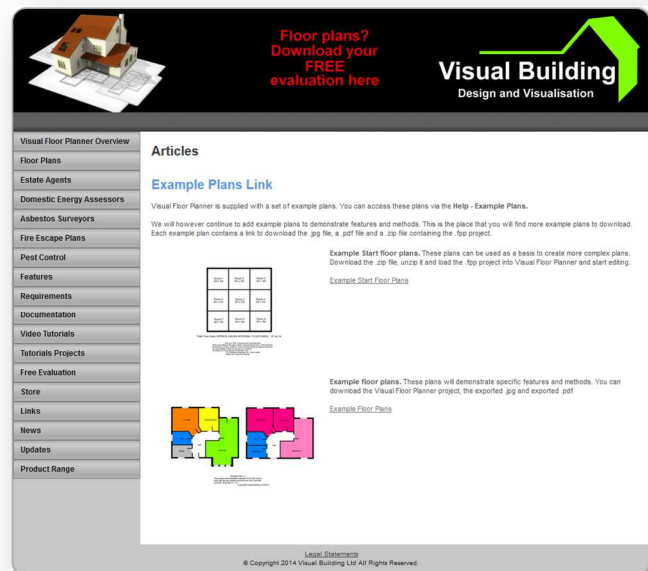 Floor plans?
Download your
FREE
evaluation here
Visual Building
Design and Visualisation
Visual Floor Planner Overview
Floor Plans
Estate Agents
Domestic Energy Assessors
Asbestos Surveyors
Fire Escape Plans
Pest Control
Features
Requirements
Documentation
Video Tutorials
Tutorials Projects
Free Evaluation
Store
Links
News
Updates
Product Range
Articles
Example Plans Link
Visual Floor Planner is supplied with a set of example plans. You can access these plans via the Help - Example Plans.
We will however continue to add example plans to demonstrate features and methods. This is the place that you will find more example plans to download.
Each example plan contains a link to download the .jpg file, a .pdf file and a .zip file containing the .fpp project.
Example Start floor plans. These plans can be used as a basis to create more complex plans.
Download the .zip file, unzip it and load the .fpp project into Visual Floor Planner and start editing.
Example Start Floor Plans
Example floor plans. These plans will demonstrate specific features and methods. You can
download the Visual Floor Planner project, the exported .jpg and exported .pdf
Example Floor Plans
Legal Statements
© Copyright 2014 Visual Building Ltd All Rights Reserved.